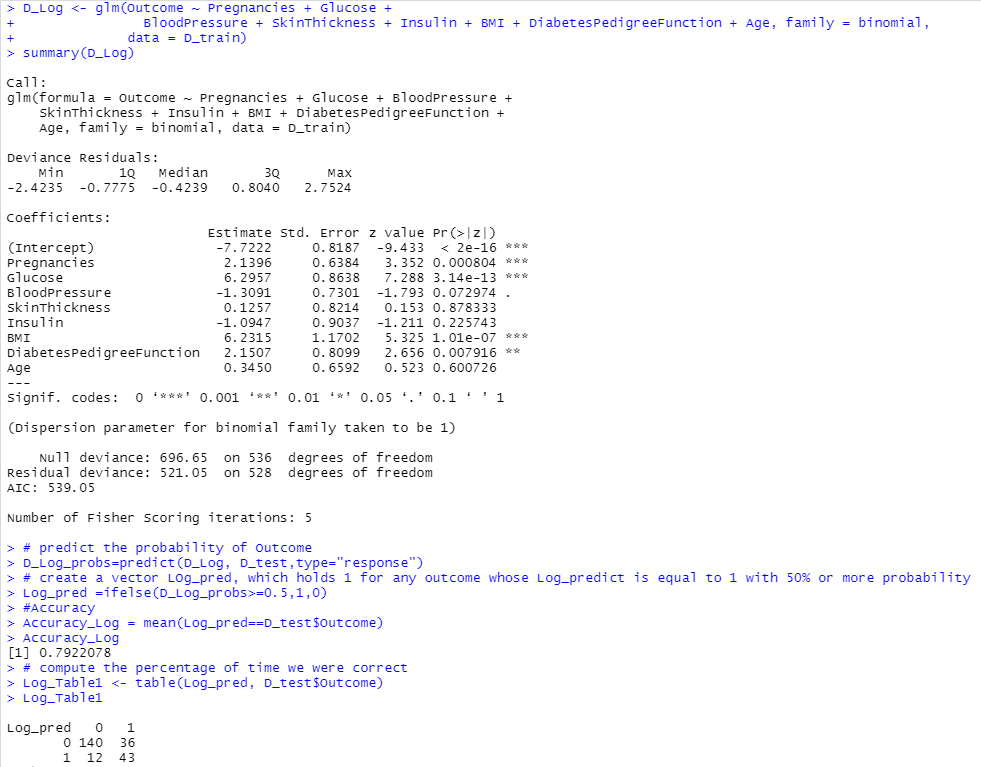 > D_Log <- glm(Outcome ~ Pregnancies + Glucose +
+                 BloodPressure + SkinThickness + Insulin + BMI + DiabetesPedigreeFunction + Age, family = binomial,
+               data = D_train)
> summary(D_Log)

Call:
glm(formula = Outcome ~ Pregnancies + Glucose + BloodPressure +
    SkinThickness + Insulin + BMI + DiabetesPedigreeFunction +
    Age, family = binomial, data = D_train)

Deviance Residuals:
    Min       1Q   Median       3Q      Max
-2.4235  -0.7775  -0.4239   0.8040   2.7524

Coefficients:
                         Estimate Std. Error z value Pr(>|z|)
(Intercept)               -7.7222     0.8187  -9.433  < 2e-16 ***
Pregnancies                2.1396     0.6384   3.352 0.000804 ***
Glucose                    6.2957     0.8638   7.288 3.14e-13 ***
BloodPressure             -1.3091     0.7301  -1.793 0.072974 .
SkinThickness              0.1257     0.8214   0.153 0.878333
Insulin                   -1.0947     0.9037  -1.211 0.225743
BMI                        6.2315     1.1702   5.325 1.01e-07 ***
DiabetesPedigreeFunction   2.1507     0.8099   2.656 0.007916 **
Age                        0.3450     0.6592   0.523 0.600726
---
Signif. codes:  0 ‘***’ 0.001 ‘**’ 0.01 ‘*’ 0.05 ‘.’ 0.1 ‘ ’ 1

(Dispersion parameter for binomial family taken to be 1)

    Null deviance: 696.65  on 536  degrees of freedom
Residual deviance: 521.05  on 528  degrees of freedom
AIC: 539.05

Number of Fisher Scoring iterations: 5

> # predict the probability of Outcome
> D_Log_probs=predict(D_Log, D_test,type="response")
> # create a vector LOg_pred, which holds 1 for any outcome whose Log_predict is equal to 1 with 50% or more probability
> Log_pred =ifelse(D_Log_probs>=0.5,1,0)
> #Accuracy
> Accuracy_Log = mean(Log_pred==D_test$Outcome)
> Accuracy_Log
[1] 0.7922078
> # compute the percentage of time we were correct
> Log_Table1 <- table(Log_pred, D_test$Outcome)
> Log_Table1

Log_pred   0   1
       0 140  36
       1  12  43